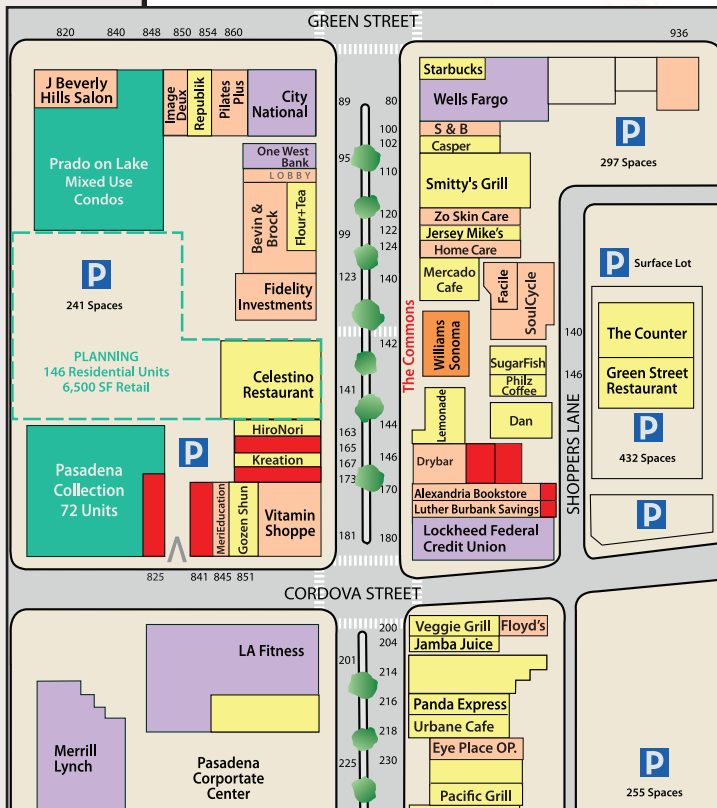 GREEN STREET
820
840
848
850
854
860
936
J Beverly
Hills Salon
Image
Deux
Republik
Pilates
Plus
City
National
89
80
Starbucks
Wells Fargo
100
S & B
102
Casper
P
297 Spaces
One West
Bank
95
110
LOBBY
Smitty's Grill
Prado on Lake
Mixed Use
Condos
Bevin &
Brock
Flour+Tea
120
Zo Skin Care
99
122
Jersey Mike's
124
Home Care
P
241 Spaces
Fidelity
Investments
123
140
Mercado
Cafe
Facile
SoulCycle
P
Surface Lot
The Commons
Williams
Sonoma
140
The Counter
PLANNING
146 Residential Units
6,500 SF Retail
142
SugarFish
146
Green Street
Restaurant
Philz
Coffee
Celestino
Restaurant
141
Lemonade
Dan
144
SHOPPERS LANE
P
432 Spaces
HiroNori
163
165
P
Kreation
167
146
Drybar
173
170
Alexandria Bookstore
Luther Burbank Savings
P
Pasadena
Collection
72 Units
MeriEducation
Gozen Shun
Vitamin
Shoppe
181
180
Lockheed Federal
Credit Union
825
841
845
851
CORDOVA STREET
200
Veggie Grill
Floyd's
204
Jamba Juice
LA Fitness
201
214
216
Panda Express
218
Urbane Cafe
Merrill
Lynch
Pasadena
Corportate
Center
225
230
Eye Place OP.
P
255 Spaces
Pacific Grill